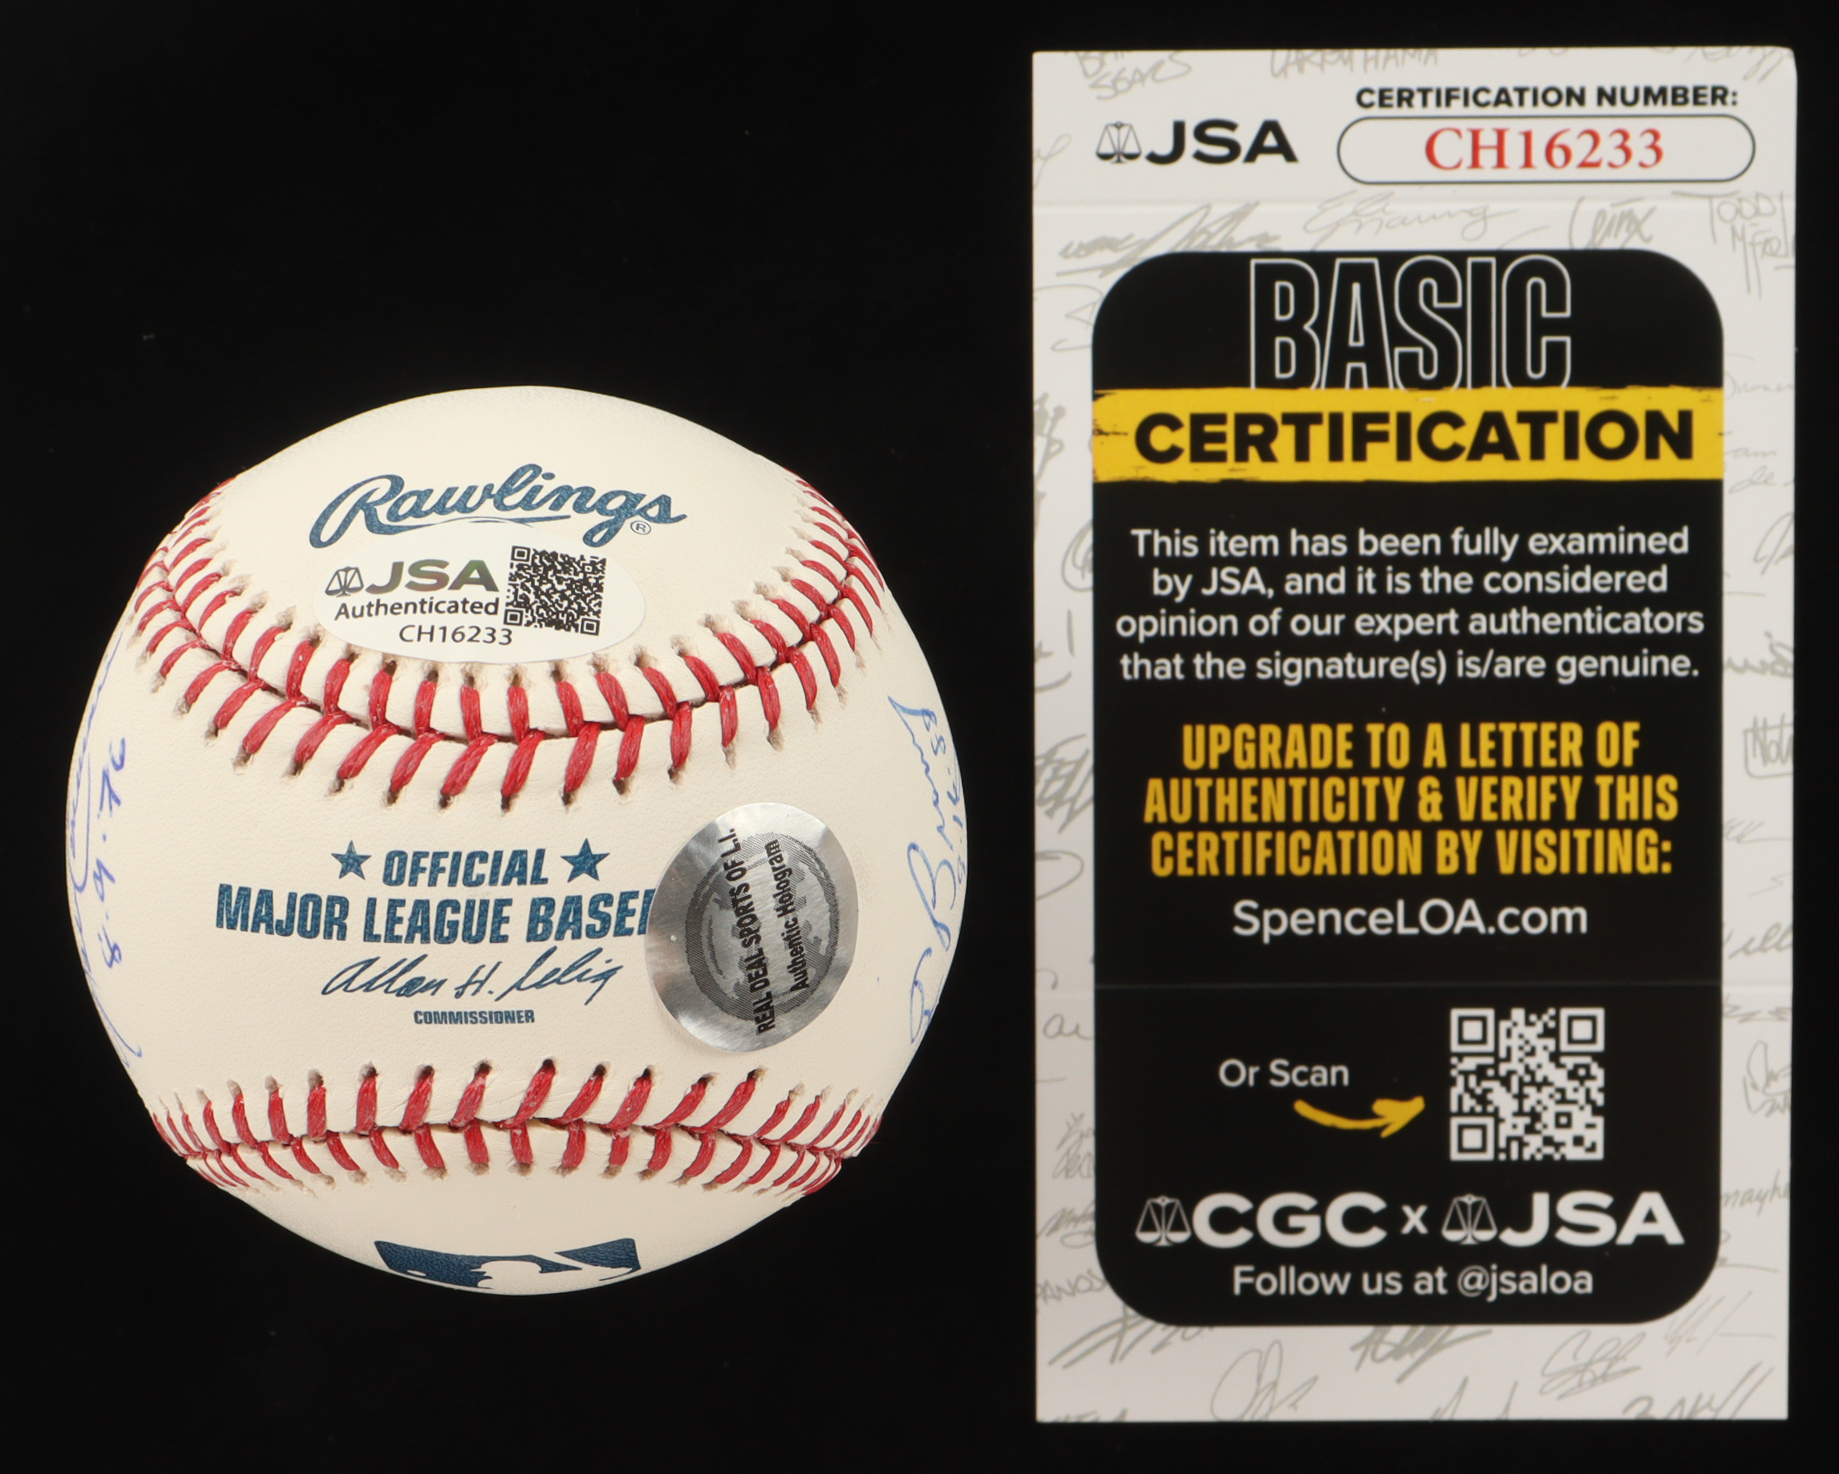 Rawlings®
JSA
Authenticated
CH16233
★ OFFICIAL ★
MAJOR LEAGUE BASE
Allan H. Selig
COMMISSIONER
REAL DEAL SPORTS OF L.I.
Authentic Hologram
8.9.76
JSA
CERTIFICATION NUMBER:
CH16233
BASIC
CERTIFICATION
This item has been fully examined
by JSA, and it is the considered
opinion of our expert authenticators
that the signature(s) is/are genuine.
UPGRADE TO A LETTER OF
AUTHENTICITY & VERIFY THIS
CERTIFICATION BY VISITING:
SpenceLOA.com
Or Scan
CGC x JSA
Follow us at @jsaloa